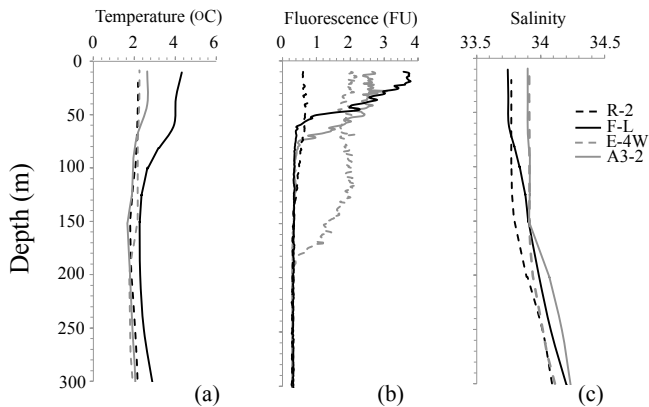 Temperature (OC)
Fluorescence (FU)
Salinity
0 2 4 6
0 1 2 3 4
33.5 34 34.5
0
50
100
150
200
250
300
Depth (m)
R-2
F-L
E-4W
A3-2
(a)
(b)
(c)